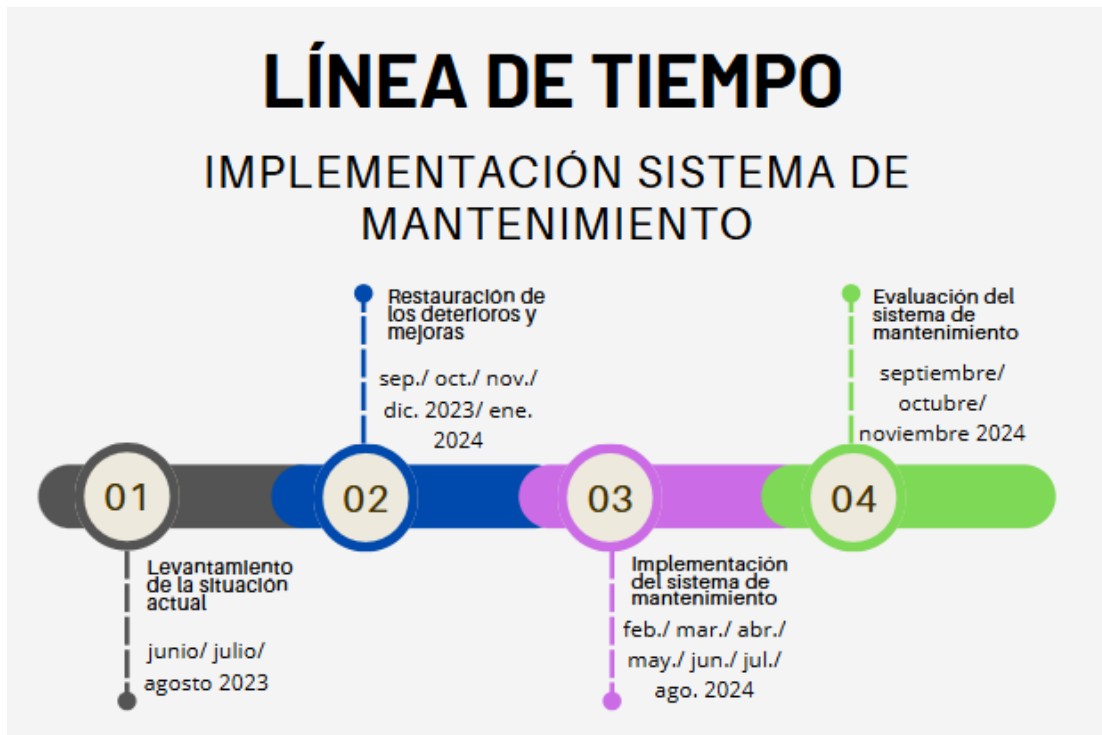 LÍNEA DE TIEMPO
IMPLEMENTACIÓN SISTEMA DE
MANTENIMIENTO
01
Levantamiento
de la situación
actual
junio/ julio/
agosto 2023
Restauración de
los deterioros y
mejoras
sep./ oct./ nov./
dic. 2023/ ene.
2024
02
03
Implementación
del sistema de
mantenimiento
feb./ mar./ abr./
may./ jun./ jul./
ago. 2024
Evaluación del
sistema de
mantenimiento
septiembre/
octubre/
noviembre 2024
04